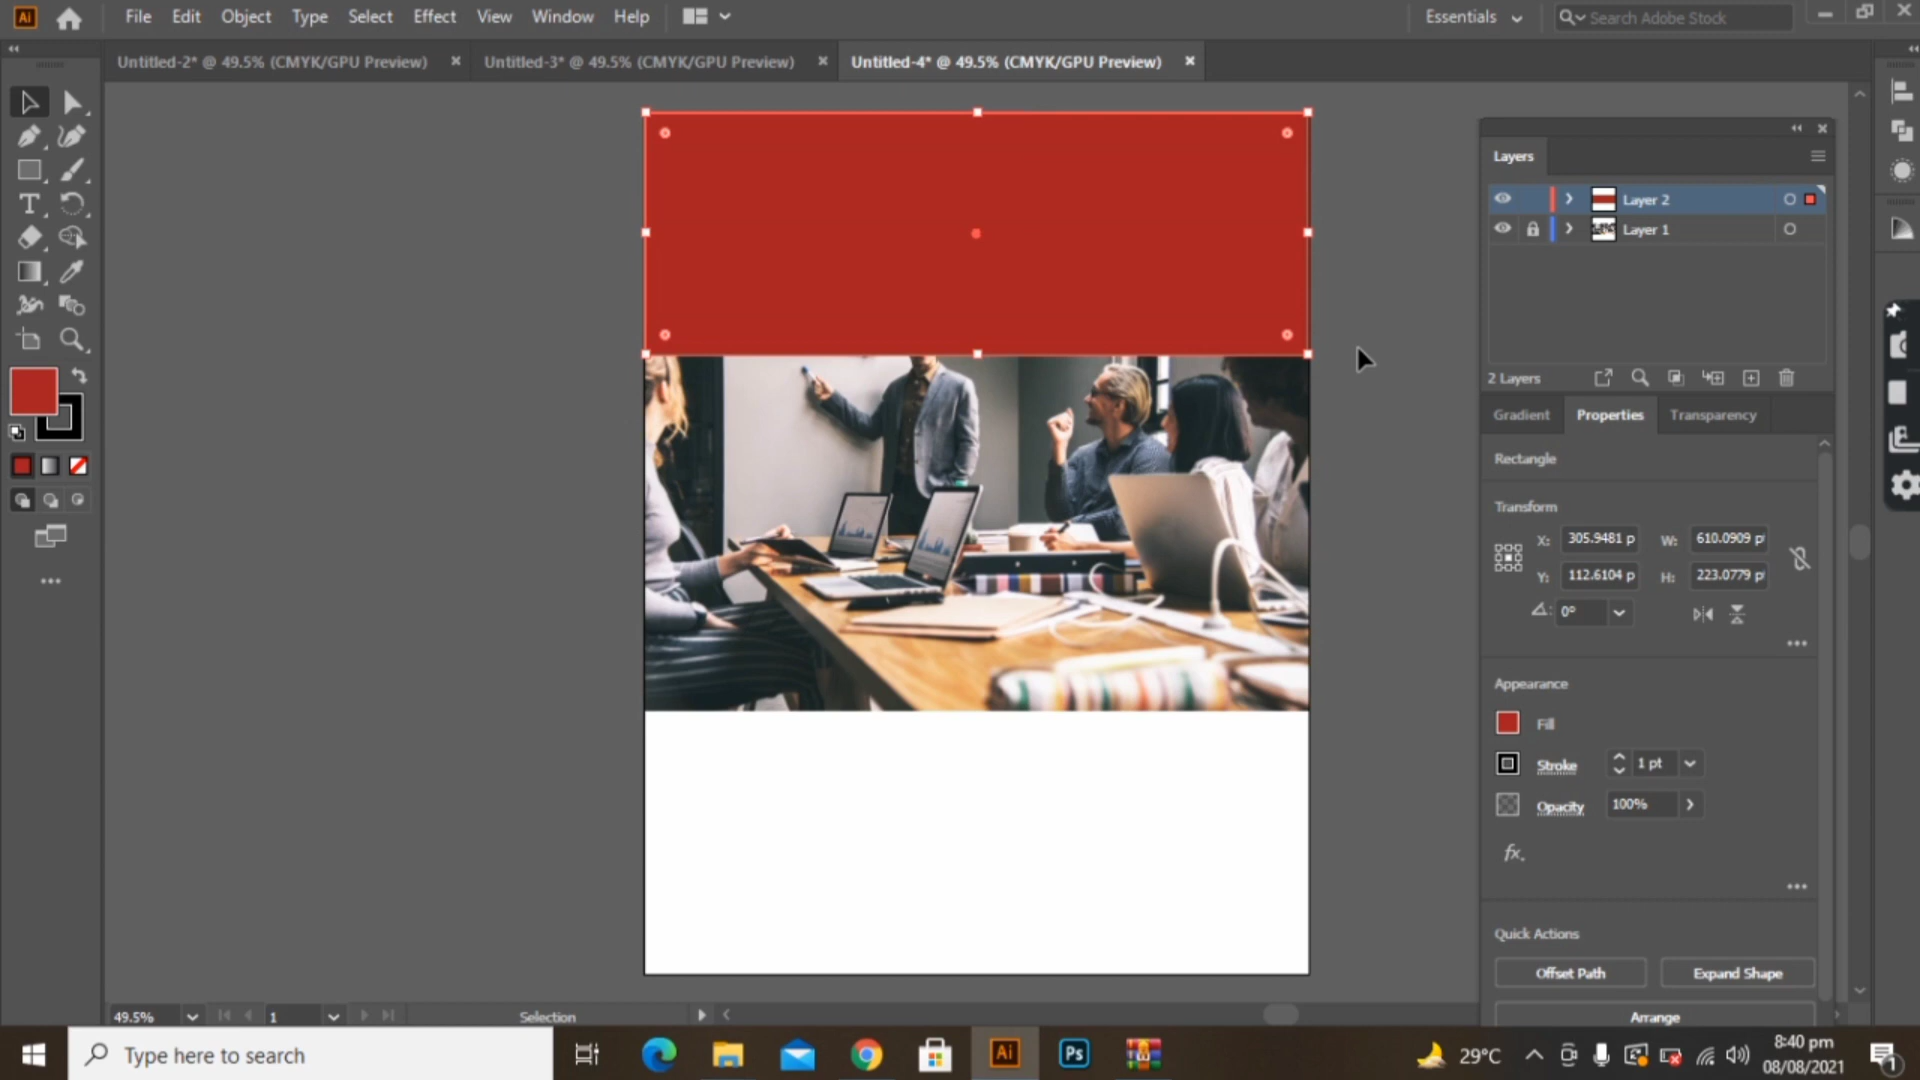 Ai File Edit Object Type Select Effect View Window Help Essentials Search Adobe Stock
Untitled-2* @ 49.5% (CMYK/GPU Preview) Untitled-3* @ 49.5% (CMYK/GPU Preview) Untitled-4* @ 49.5% (CMYK/GPU Preview)
Layers
Layer 2
Layer 1
2 Layers
Gradient Properties Transparency
Rectangle
Transform
X: 305.9481 p W: 610.0909 p
Y: 112.6104 p H: 223.0779 p
0°
Appearance
Fill
Stroke 1 pt
Opacity 100%
fx.
Quick Actions
Offset Path Expand Shape
Arrange
49.5% 1 Selection
Type here to search Ai Ps 29°C 8:40 pm
08/08/2021
1